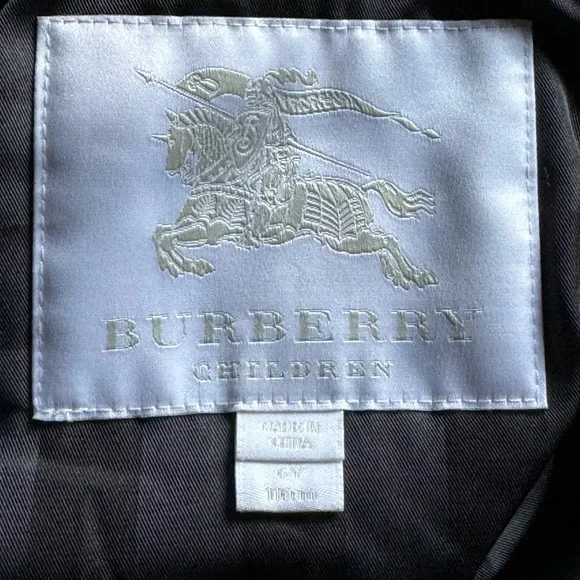 BURBERRY
CHILDREN
MADE IN
CHINA
6Y
116cm